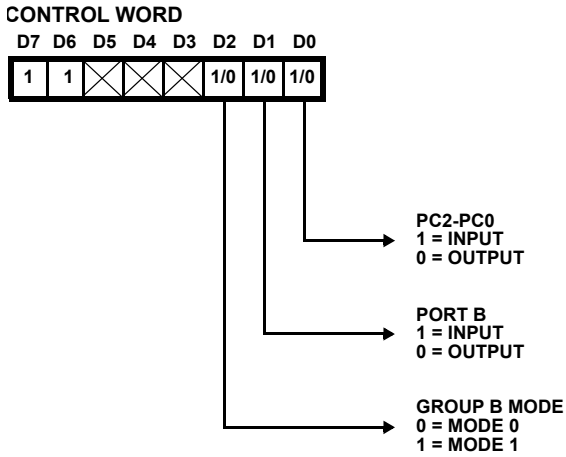 CONTROL WORD
D7 D6 D5 D4 D3 D2 D1 D0
1 1 1/0 1/0 1/0
PC2-PC0
1 = INPUT
0 = OUTPUT
PORT B
1 = INPUT
0 = OUTPUT
GROUP B MODE
0 = MODE 0
1 = MODE 1